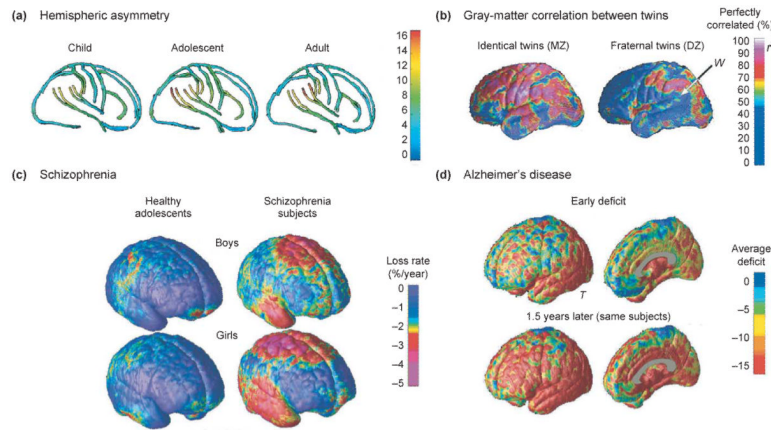 (a) Hemispheric asymmetry
Child
Adolescent
Adult
16
14
12
10
8
6
4
2
0
(b) Gray-matter correlation between twins
Identical twins (MZ)
Fraternal twins (DZ)
W
Perfectly
correlated (%)
100
90
80
70
60
50
40
30
20
10
0
r
(c) Schizophrenia
Healthy
adolescents
Schizophrenia
subjects
Boys
Girls
Loss rate
(%/year)
0
–1
–2
–3
–4
–5
(d) Alzheimer's disease
Early deficit
T
1.5 years later (same subjects)
Average
deficit
0
–5
–10
–15